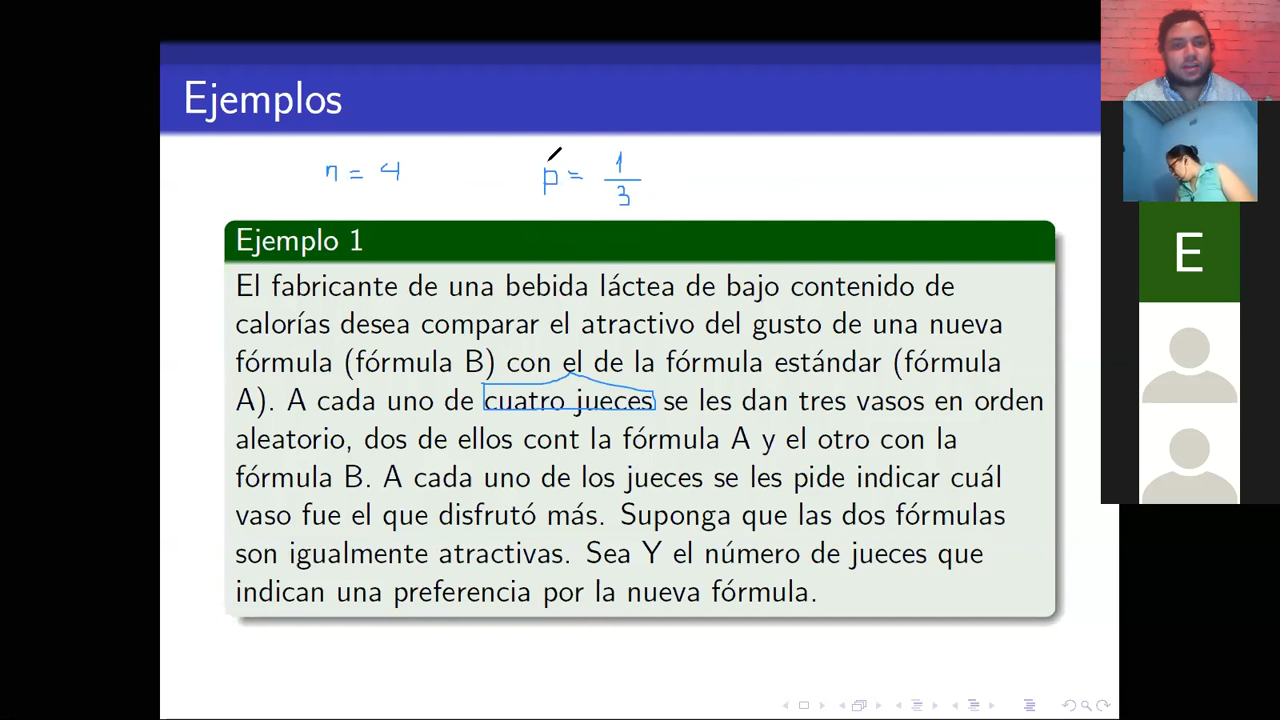 Ejemplos
n = 4
p = 1/3
Ejemplo 1
El fabricante de una bebida láctea de bajo contenido de
calorías desea comparar el atractivo del gusto de una nueva
fórmula (fórmula B) con el de la fórmula estándar (fórmula
A). A cada uno de cuatro jueces se les dan tres vasos en orden
aleatorio, dos de ellos cont la fórmula A y el otro con la
fórmula B. A cada uno de los jueces se les pide indicar cuál
vaso fue el que disfrutó más. Suponga que las dos fórmulas
son igualmente atractivas. Sea Y el número de jueces que
indican una preferencia por la nueva fórmula.
E